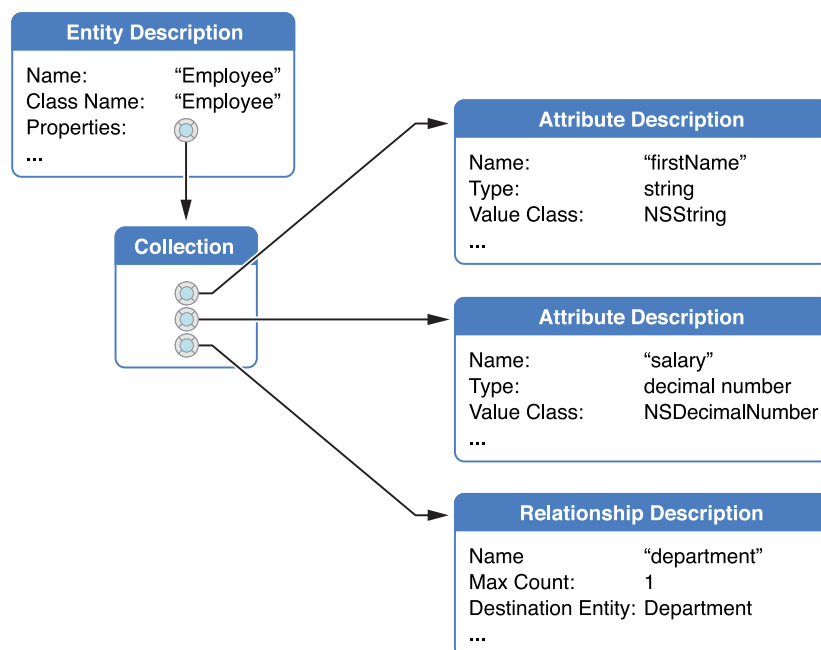 Entity Description
Name: “Employee”
Class Name: “Employee”
Properties:
...
Collection
Attribute Description
Name: “firstName”
Type: string
Value Class: NSString
...
Attribute Description
Name: “salary”
Type: decimal number
Value Class: NSDecimalNumber
...
Relationship Description
Name “department”
Max Count: 1
Destination Entity: Department
...